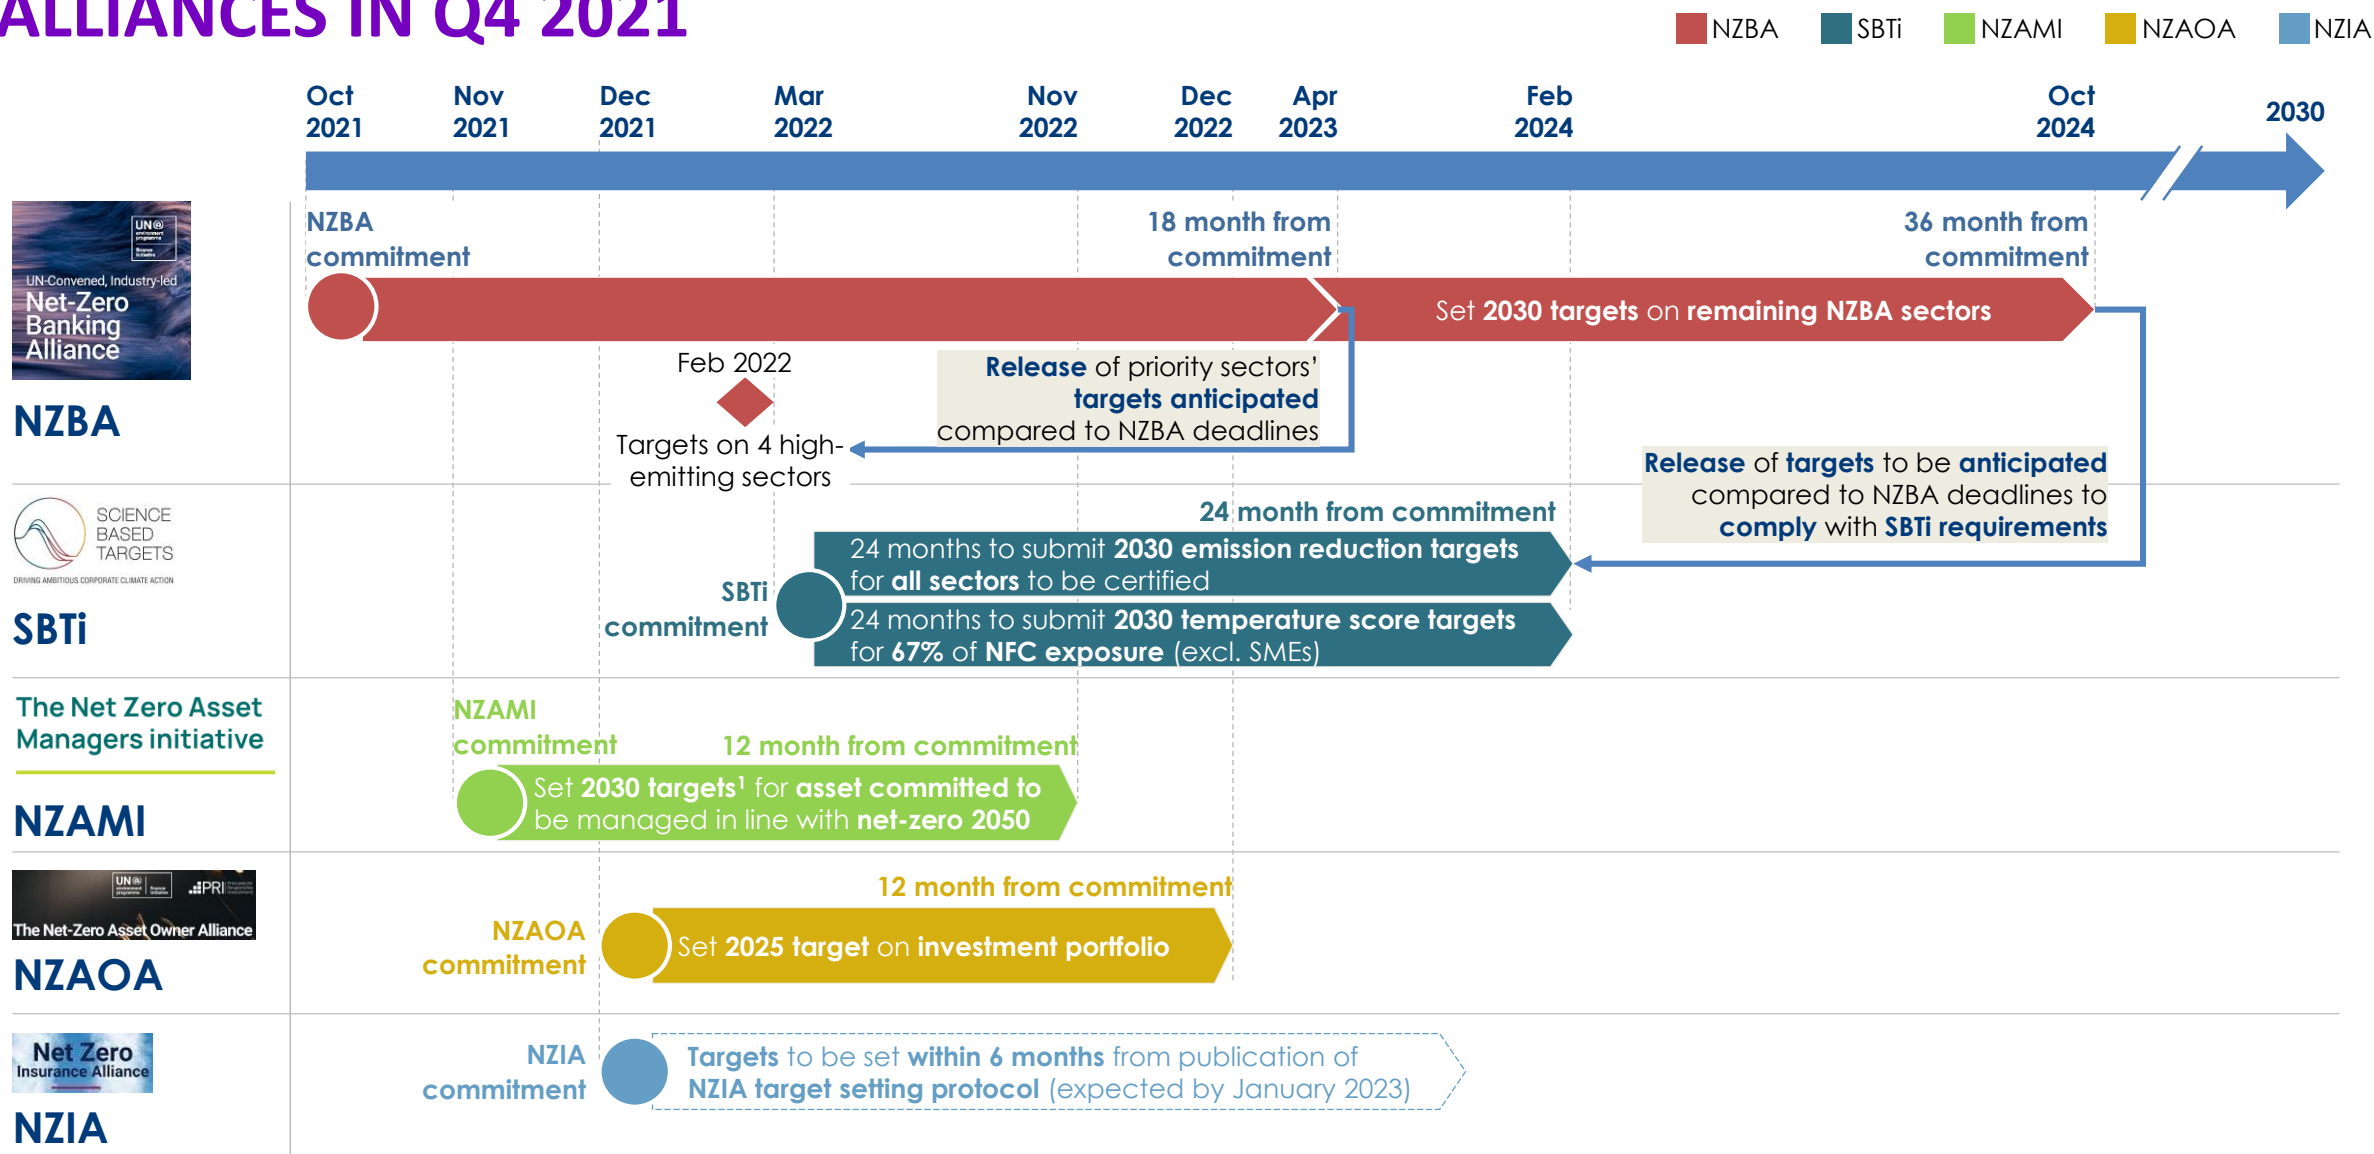 ALLIANCES IN Q4 2021
NZBA
SBTi
NZAMI
NZAOA
NZIA
Oct
2021
Nov
2021
Dec
2021
Mar
2022
Nov
2022
Dec
2022
Apr
2023
Feb
2024
Oct
2024
2030
UN-Convened, Industry-led
Net-Zero
Banking
Alliance
NZBA
NZBA
commitment
18 month from
commitment
36 month from
commitment
Set 2030 targets on remaining NZBA sectors
Feb 2022
Targets on 4 high-
emitting sectors
Release of priority sectors’
targets anticipated
compared to NZBA deadlines
Release of targets to be anticipated
compared to NZBA deadlines to
comply with SBTi requirements
SCIENCE
BASED
TARGETS
DRIVING AMBITIOUS CORPORATE CLIMATE ACTION
SBTi
SBTi
commitment
24 month from commitment
24 months to submit 2030 emission reduction targets
for all sectors to be certified
24 months to submit 2030 temperature score targets
for 67% of NFC exposure (excl. SMEs)
The Net Zero Asset
Managers initiative
NZAMI
NZAMI
commitment
12 month from commitment
Set 2030 targets¹ for asset committed to
be managed in line with net-zero 2050
UN
PRI
The Net-Zero Asset Owner Alliance
NZAOA
NZAOA
commitment
12 month from commitment
Set 2025 target on investment portfolio
Net Zero
Insurance Alliance
NZIA
NZIA
commitment
Targets to be set within 6 months from publication of
NZIA target setting protocol (expected by January 2023)